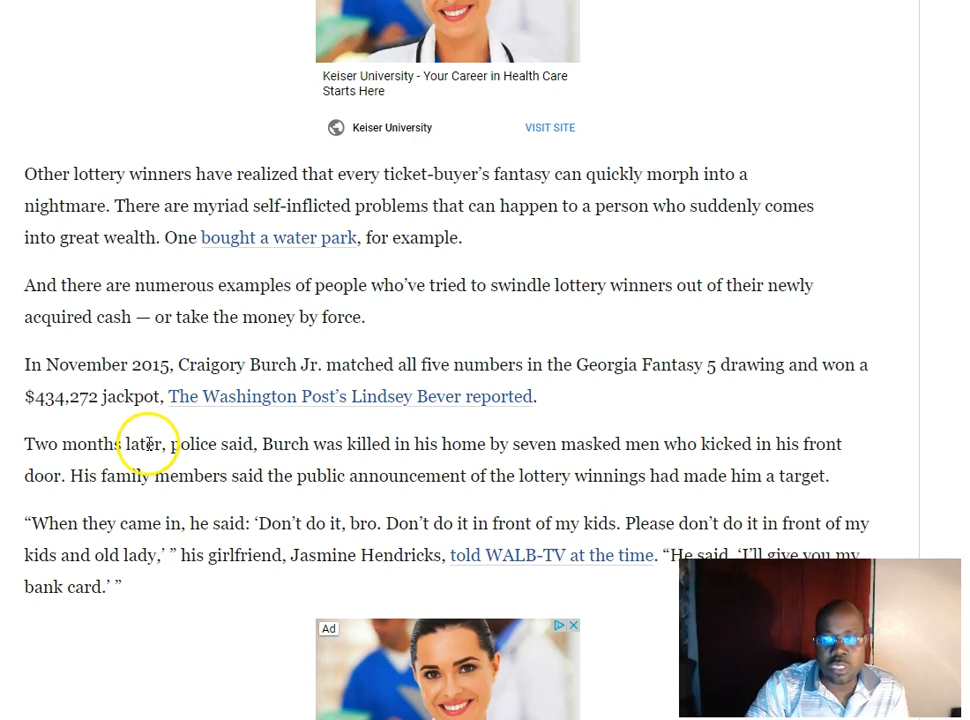 Keiser University - Your Career in Health Care
Starts Here
Keiser University
VISIT SITE
Other lottery winners have realized that every ticket-buyer’s fantasy can quickly morph into a
nightmare. There are myriad self-inflicted problems that can happen to a person who suddenly comes
into great wealth. One bought a water park, for example.
And there are numerous examples of people who’ve tried to swindle lottery winners out of their newly
acquired cash — or take the money by force.
In November 2015, Craigory Burch Jr. matched all five numbers in the Georgia Fantasy 5 drawing and won a
$434,272 jackpot, The Washington Post’s Lindsey Bever reported.
Two months later, police said, Burch was killed in his home by seven masked men who kicked in his front
door. His family members said the public announcement of the lottery winnings had made him a target.
“When they came in, he said: ‘Don’t do it, bro. Don’t do it in front of my kids. Please don’t do it in front of my
kids and old lady,’ ” his girlfriend, Jasmine Hendricks, told WALB-TV at the time. “He said, ‘I’ll give you my
bank card.’ ”
Ad